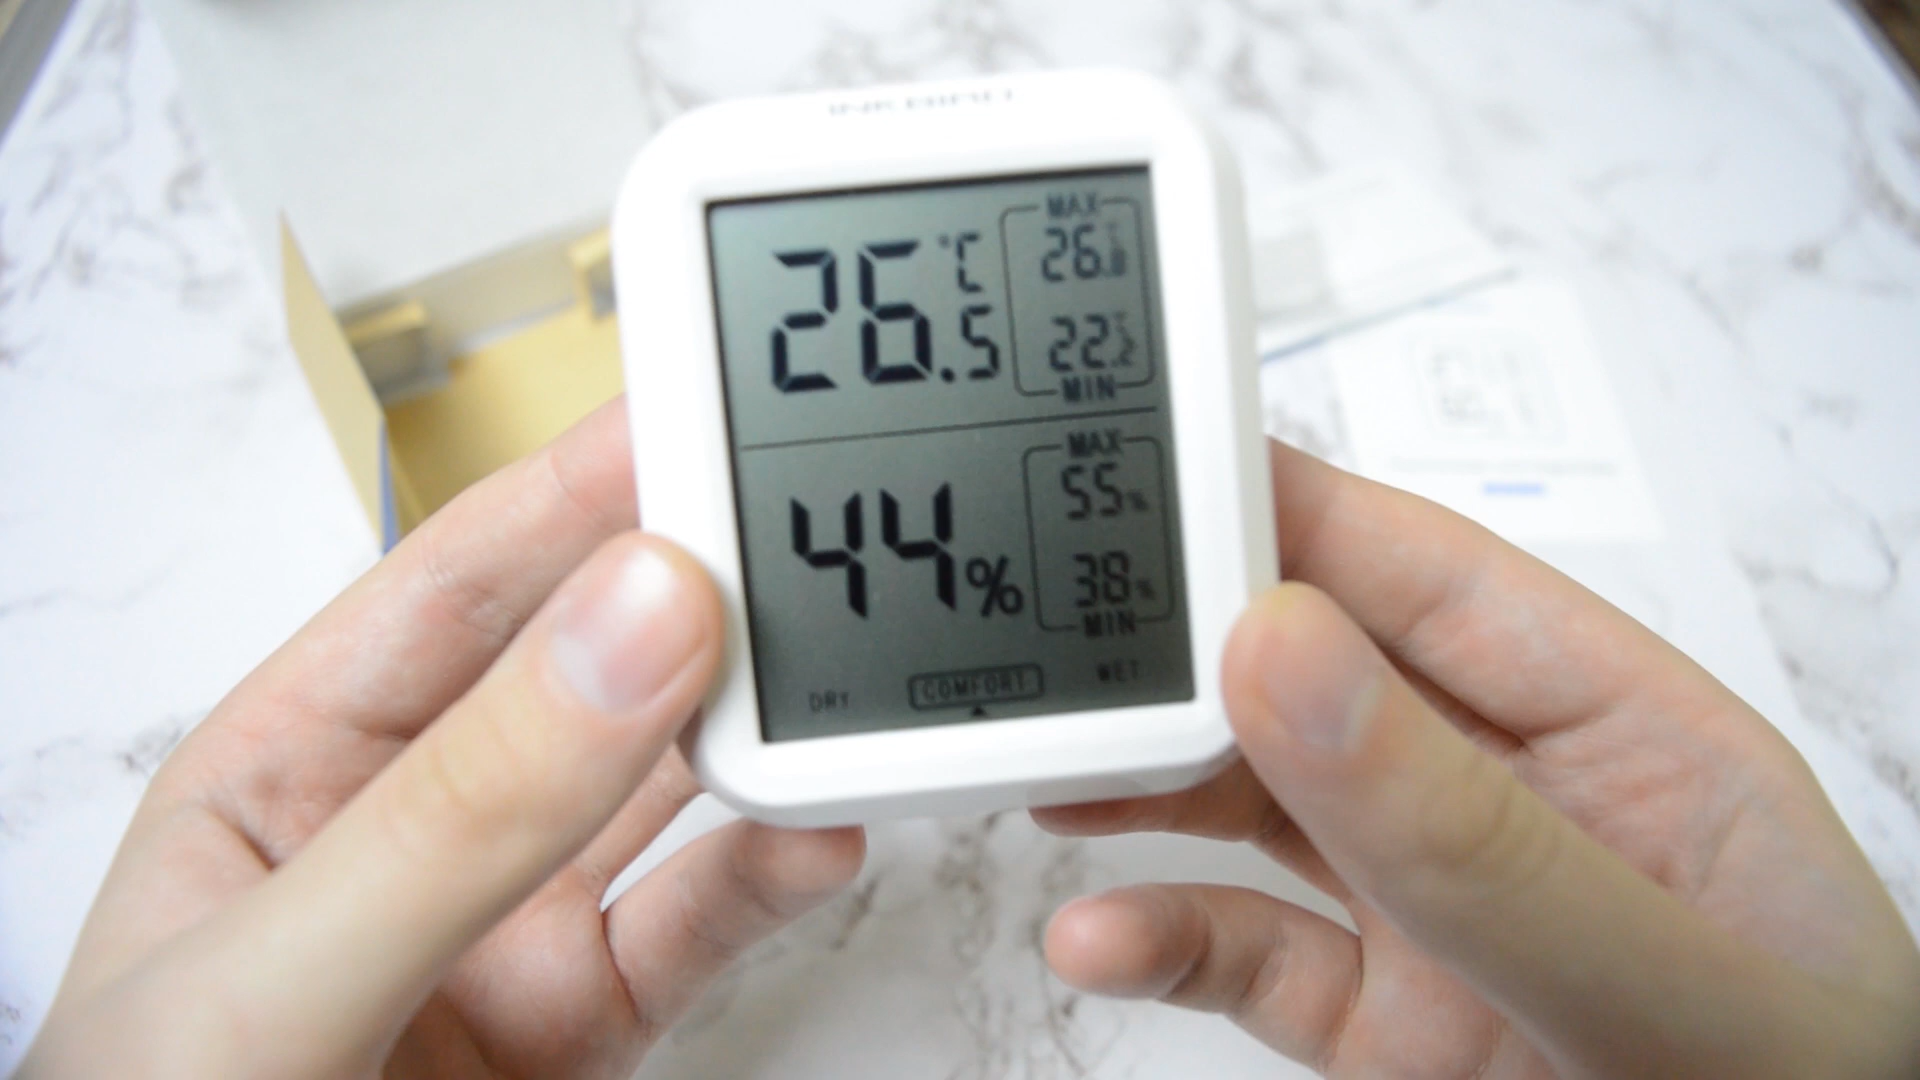 26.5 °C
MAX
26.8
22.2
MIN
44%
MAX
55%
38%
MIN
DRY COMFORT WET